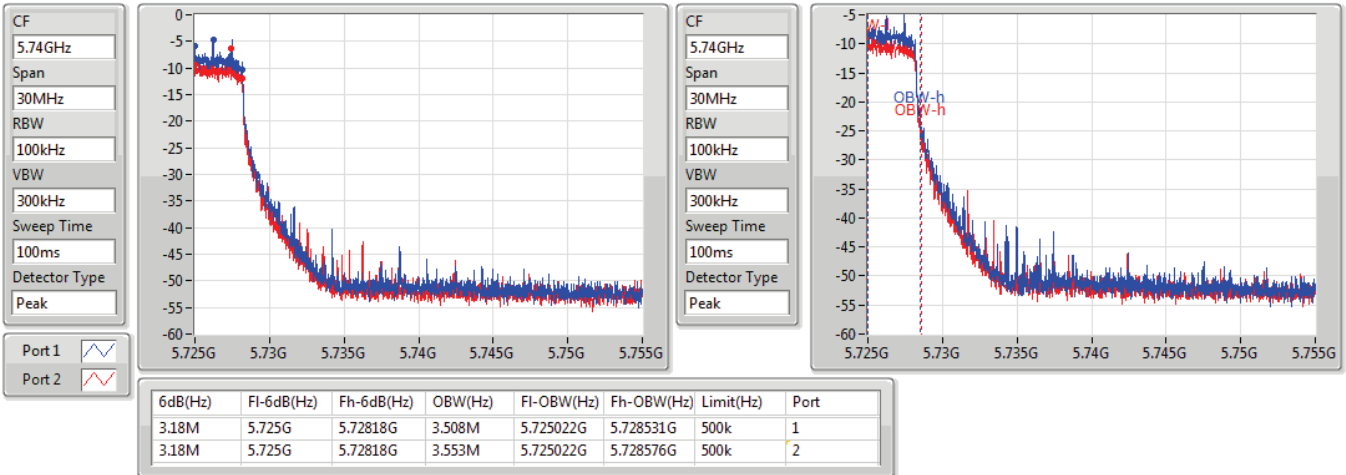 CF
5.74GHz
Span
30MHz
RBW
100kHz
VBW
300kHz
Sweep Time
100ms
Detector Type
Peak
Port 1
Port 2
0
-5
-10
-15
-20
-25
-30
-35
-40
-45
-50
-55
-60
5.725G 5.73G 5.735G 5.74G 5.745G 5.75G 5.755G
CF
5.74GHz
Span
30MHz
RBW
100kHz
VBW
300kHz
Sweep Time
100ms
Detector Type
Peak
-5
-10
-15
-20
-25
-30
-35
-40
-45
-50
-55
-60
OBW-h
OBW-h
5.725G 5.73G 5.735G 5.74G 5.745G 5.75G 5.755G
6dB(Hz) Fl-6dB(Hz) Fh-6dB(Hz) OBW(Hz) Fl-OBW(Hz) Fh-OBW(Hz) Limit(Hz) Port
3.18M 5.725G 5.72818G 3.508M 5.725022G 5.728531G 500k 1
3.18M 5.725G 5.72818G 3.553M 5.725022G 5.728576G 500k 2